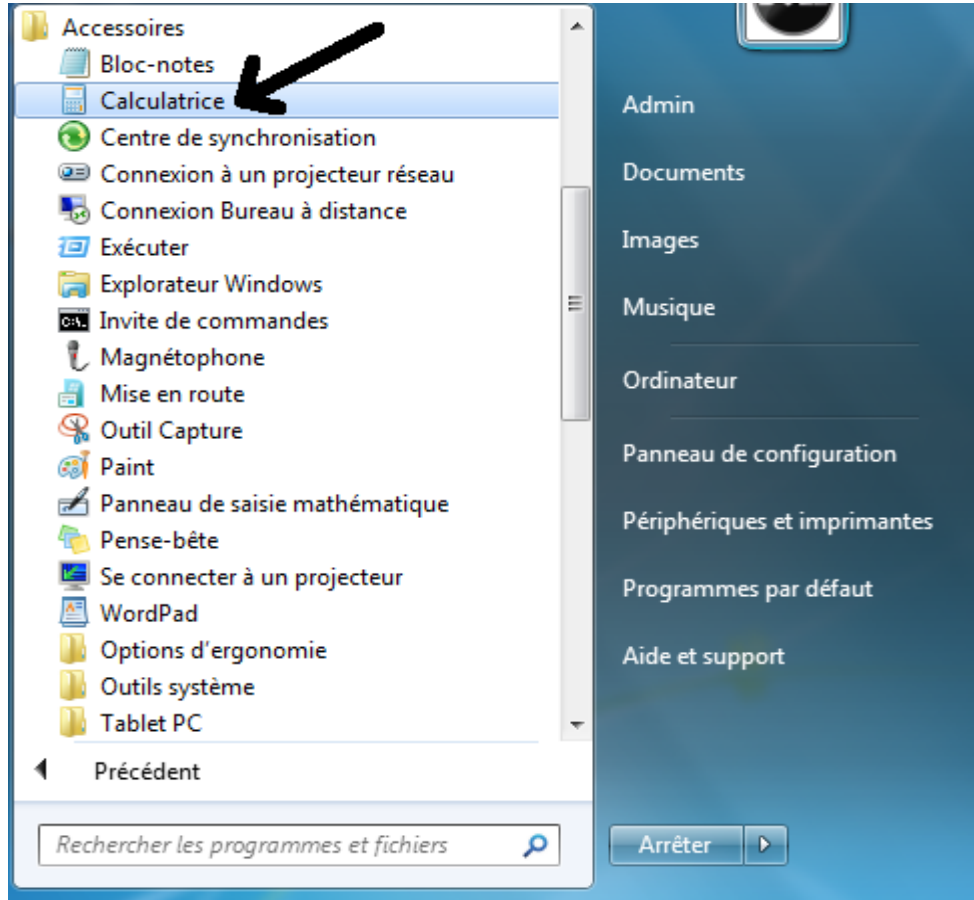 Accessoires
Bloc-notes
Calculatrice
Centre de synchronisation
Connexion à un projecteur réseau
Connexion Bureau à distance
Exécuter
Explorateur Windows
Invite de commandes
Magnétophone
Mise en route
Outil Capture
Paint
Panneau de saisie mathématique
Pense-bête
Se connecter à un projecteur
WordPad
Options d'ergonomie
Outils système
Tablet PC
Précédent
Rechercher les programmes et fichiers
Admin
Documents
Images
Musique
Ordinateur
Panneau de configuration
Périphériques et imprimantes
Programmes par défaut
Aide et support
Arrêter